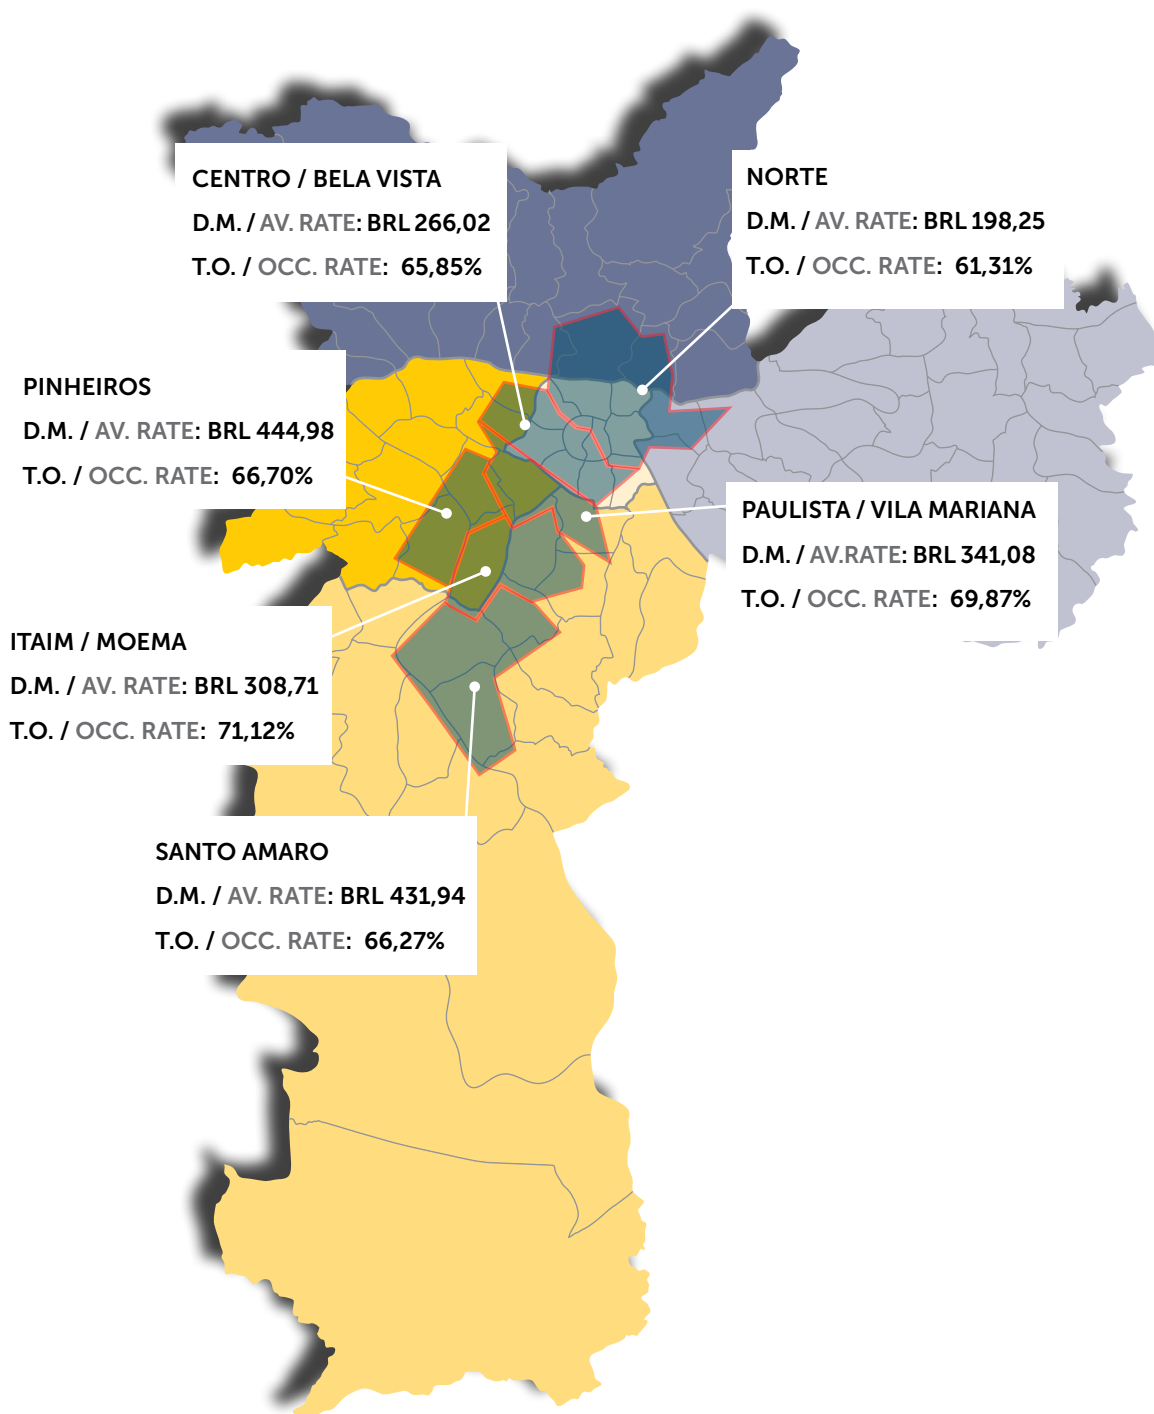 CENTRO / BELA VISTA
D.M. / AV. RATE: BRL 266,02
T.O. / OCC. RATE: 65,85%
NORTE
D.M. / AV. RATE: BRL 198,25
T.O. / OCC. RATE: 61,31%
PINHEIROS
D.M. / AV. RATE: BRL 444,98
T.O. / OCC. RATE: 66,70%
PAULISTA / VILA MARIANA
D.M. / AV.RATE: BRL 341,08
T.O. / OCC. RATE: 69,87%
ITAIM / MOEMA
D.M. / AV. RATE: BRL 308,71
T.O. / OCC. RATE: 71,12%
SANTO AMARO
D.M. / AV. RATE: BRL 431,94
T.O. / OCC. RATE: 66,27%